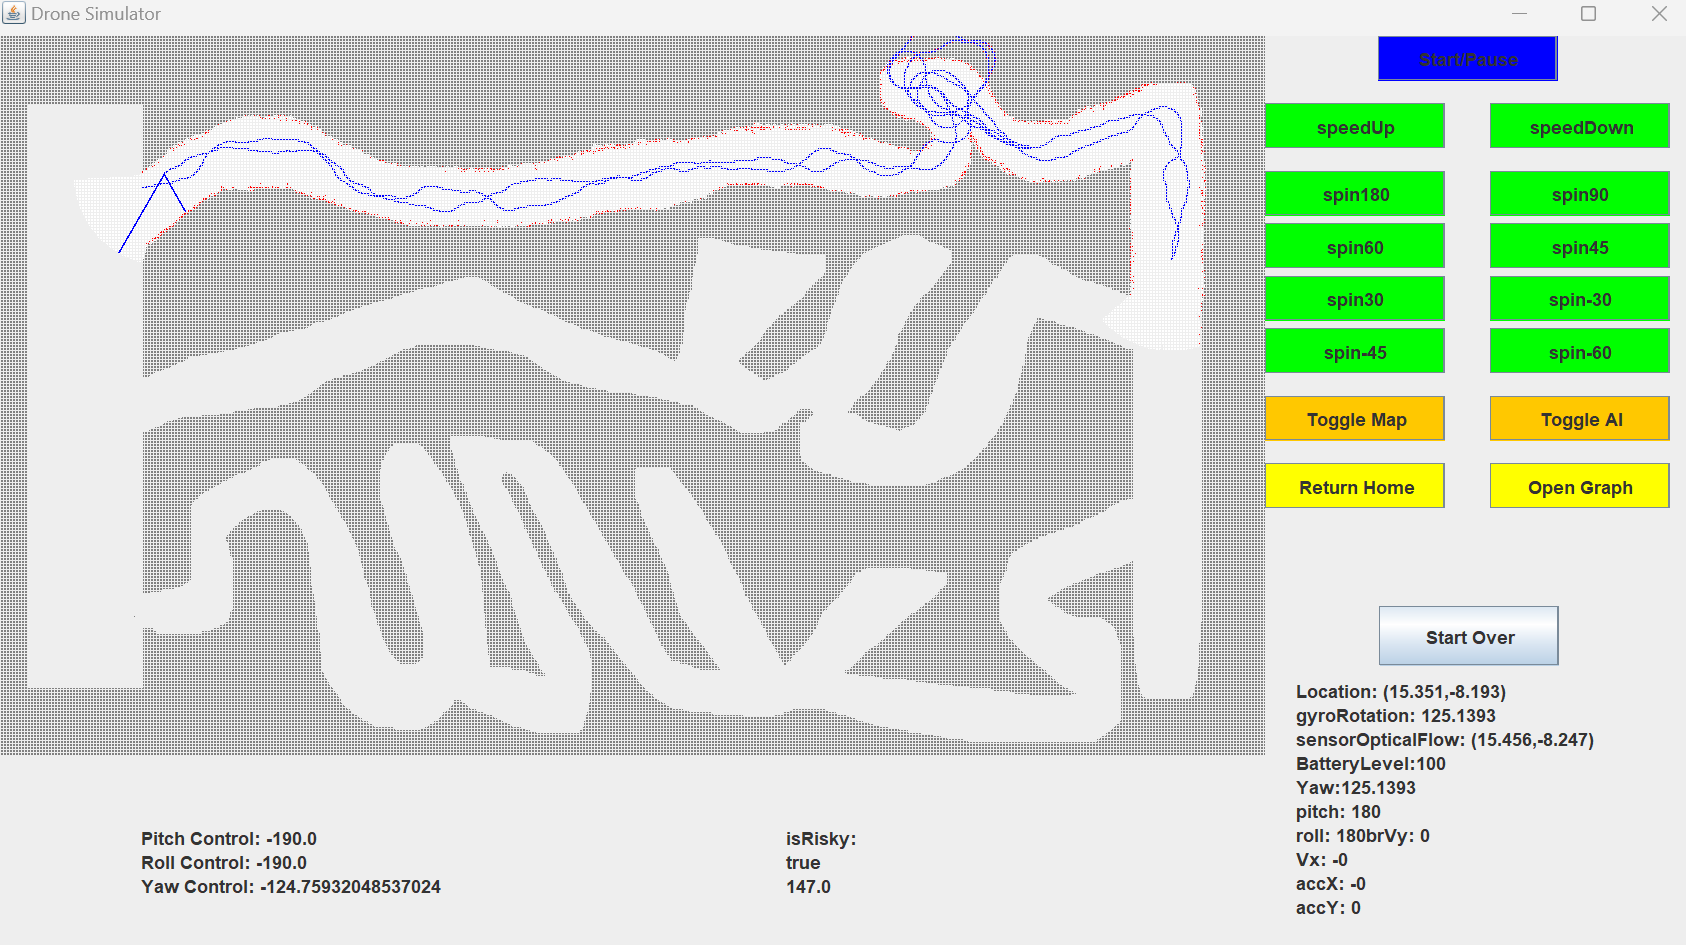 Drone Simulator
Start/Pause
speedUp
speedDown
spin180
spin90
spin60
spin45
spin30
spin-30
spin-45
spin-60
Toggle Map
Toggle AI
Return Home
Open Graph
Start Over
Location: (15.351,-8.193)
gyroRotation: 125.1393
sensorOpticalFlow: (15.456,-8.247)
BatteryLevel:100
Yaw:125.1393
pitch: 180
roll: 180brVy: 0
Vx: -0
accX: -0
accY: 0
Pitch Control: -190.0
Roll Control: -190.0
Yaw Control: -124.75932048537024
isRisky:
true
147.0